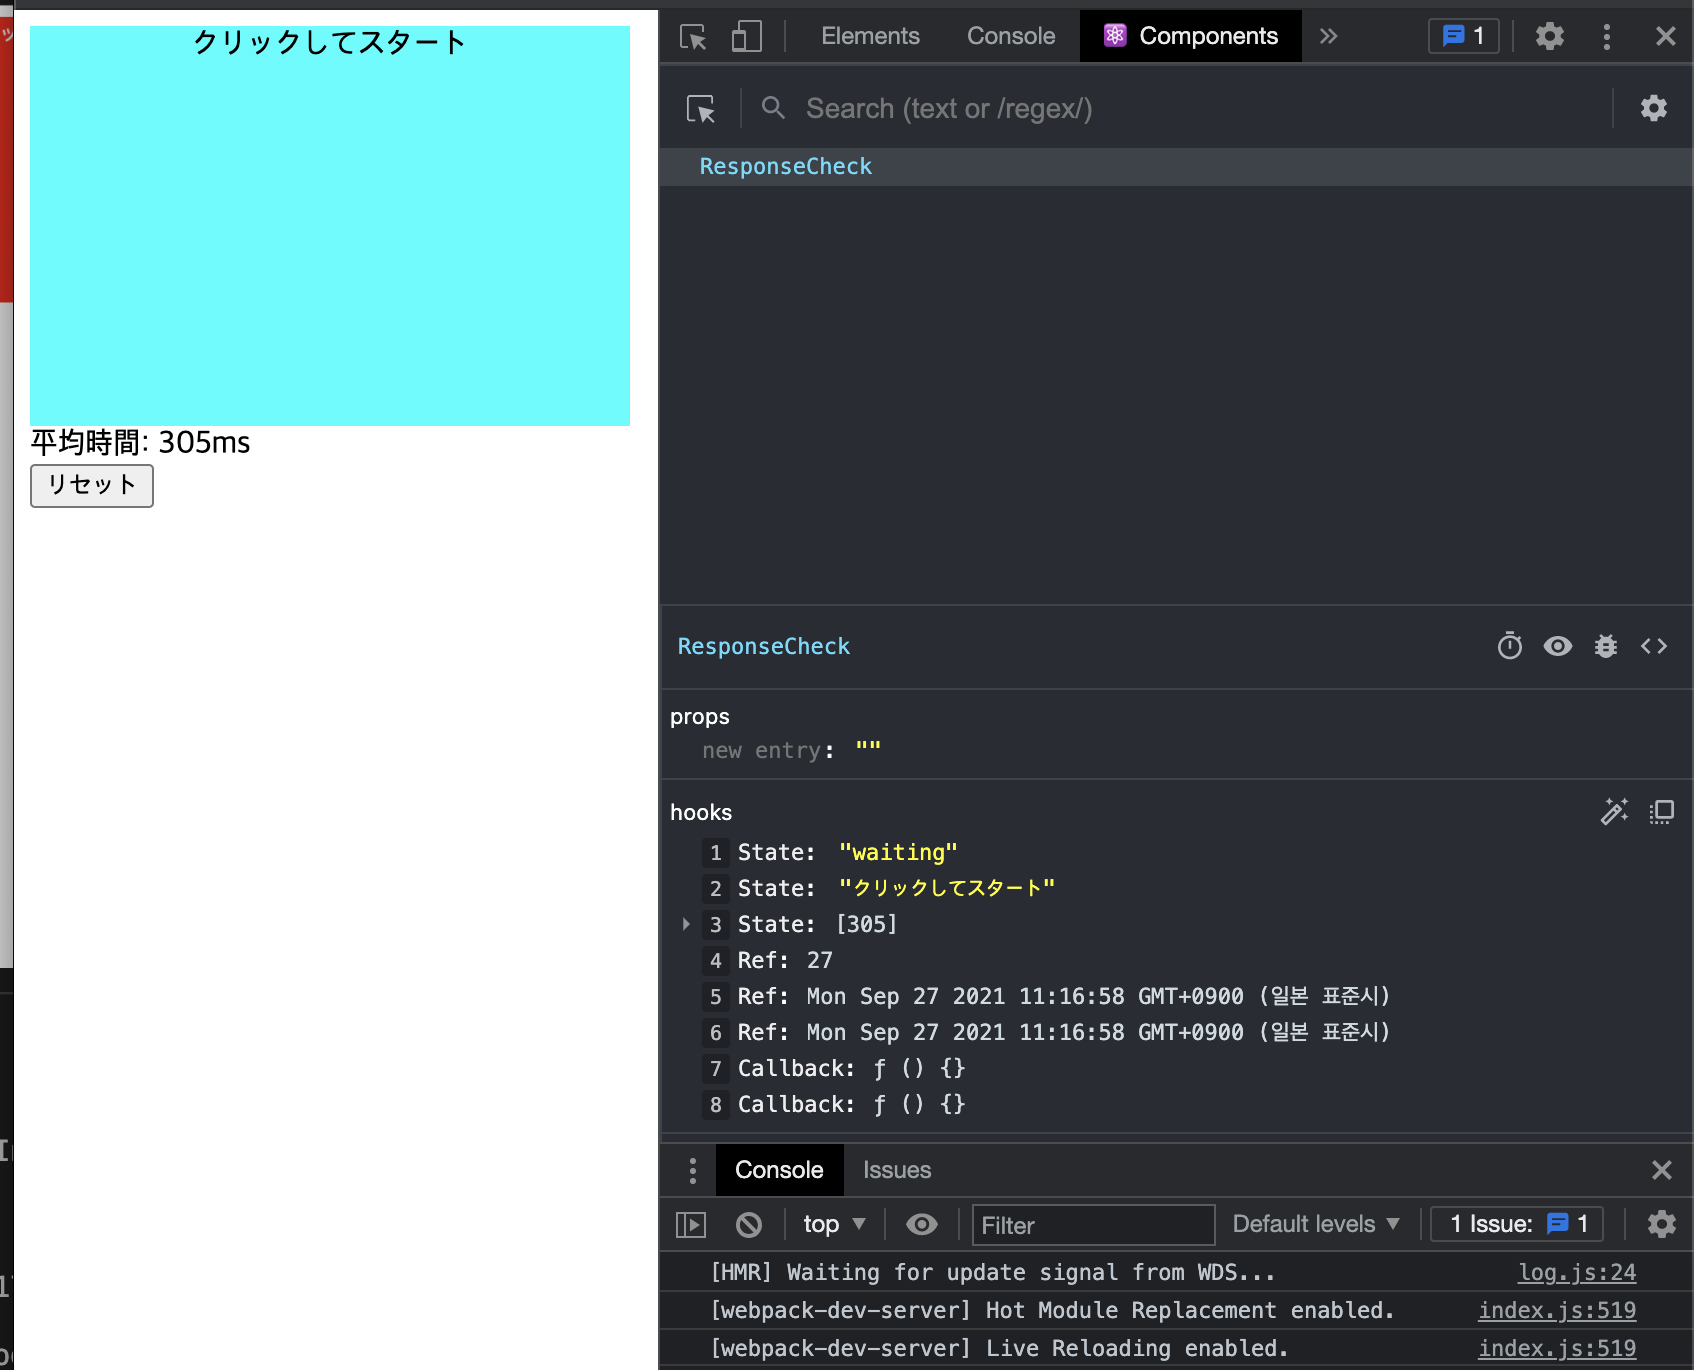 クリックしてスタート
平均時間: 305ms
リセット
Elements Console Components 1
Search (text or /regex/)
ResponseCheck
ResponseCheck
props
new entry: ""
hooks
1 State: "waiting"
2 State: "クリックしてスタート"
3 State: [305]
4 Ref: 27
5 Ref: Mon Sep 27 2021 11:16:58 GMT+0900 (일본 표준시)
6 Ref: Mon Sep 27 2021 11:16:58 GMT+0900 (일본 표준시)
7 Callback: ƒ () {}
8 Callback: ƒ () {}
Console Issues
top Filter Default levels 1 Issue: 1
[HMR] Waiting for update signal from WDS... log.js:24
[webpack-dev-server] Hot Module Replacement enabled. index.js:519
[webpack-dev-server] Live Reloading enabled. index.js:519